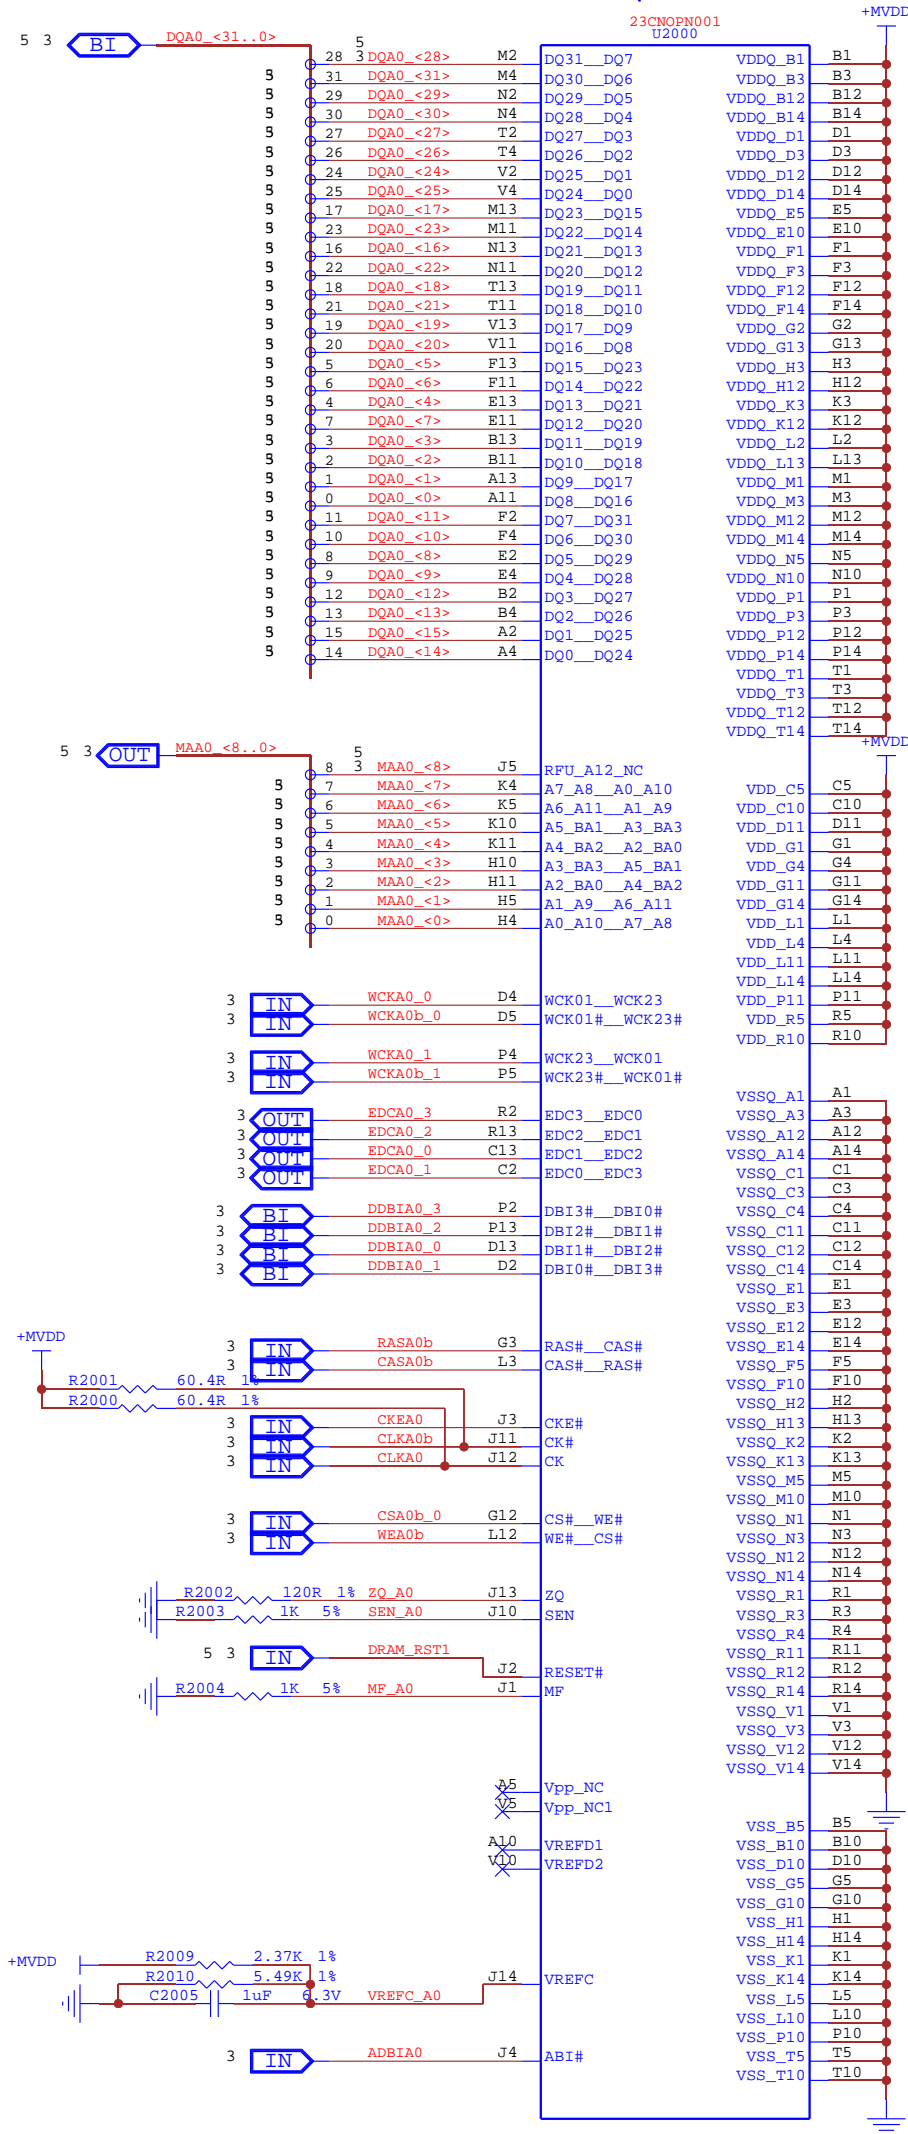 23CNOPN001
U2000
+MVDD
5 3 BI DQA0_<31..0>
5
28 3 DQA0_<28> M2 DQ31__DQ7 VDDQ_B1 B1
31 DQA0_<31> M4 DQ30__DQ6 VDDQ_B3 B3
29 DQA0_<29> N2 DQ29__DQ5 VDDQ_B12 B12
30 DQA0_<30> N4 DQ28__DQ4 VDDQ_B14 B14
27 DQA0_<27> T2 DQ27__DQ3 VDDQ_D1 D1
26 DQA0_<26> T4 DQ26__DQ2 VDDQ_D3 D3
24 DQA0_<24> V2 DQ25__DQ1 VDDQ_D12 D12
25 DQA0_<25> V4 DQ24__DQ0 VDDQ_D14 D14
17 DQA0_<17> M13 DQ23__DQ15 VDDQ_E5 E5
23 DQA0_<23> M11 DQ22__DQ14 VDDQ_E10 E10
16 DQA0_<16> N13 DQ21__DQ13 VDDQ_F1 F1
22 DQA0_<22> N11 DQ20__DQ12 VDDQ_F3 F3
18 DQA0_<18> T13 DQ19__DQ11 VDDQ_F12 F12
21 DQA0_<21> T11 DQ18__DQ10 VDDQ_F14 F14
19 DQA0_<19> V13 DQ17__DQ9 VDDQ_G2 G2
20 DQA0_<20> V11 DQ16__DQ8 VDDQ_G13 G13
5 DQA0_<5> F13 DQ15__DQ23 VDDQ_H3 H3
6 DQA0_<6> F11 DQ14__DQ22 VDDQ_H12 H12
4 DQA0_<4> E13 DQ13__DQ21 VDDQ_K3 K3
7 DQA0_<7> E11 DQ12__DQ20 VDDQ_K12 K12
3 DQA0_<3> B13 DQ11__DQ19 VDDQ_L2 L2
2 DQA0_<2> B11 DQ10__DQ18 VDDQ_L13 L13
1 DQA0_<1> A13 DQ9__DQ17 VDDQ_M1 M1
0 DQA0_<0> A11 DQ8__DQ16 VDDQ_M3 M3
11 DQA0_<11> F2 DQ7__DQ31 VDDQ_M12 M12
10 DQA0_<10> F4 DQ6__DQ30 VDDQ_M14 M14
8 DQA0_<8> E2 DQ5__DQ29 VDDQ_N5 N5
9 DQA0_<9> E4 DQ4__DQ28 VDDQ_N10 N10
12 DQA0_<12> B2 DQ3__DQ27 VDDQ_P1 P1
13 DQA0_<13> B4 DQ2__DQ26 VDDQ_P3 P3
15 DQA0_<15> A2 DQ1__DQ25 VDDQ_P12 P12
14 DQA0_<14> A4 DQ0__DQ24 VDDQ_P14 P14
VDDQ_T1 T1
VDDQ_T3 T3
VDDQ_T12 T12
VDDQ_T14 T14
5 3 OUT MAA0_<8..0> +MVDD
5
8 3 MAA0_<8> J5 RFU_A12_NC
7 MAA0_<7> K4 A7_A8__A0_A10 VDD_C5 C5
6 MAA0_<6> K5 A6_A11__A1_A9 VDD_C10 C10
5 MAA0_<5> K10 A5_BA1__A3_BA3 VDD_D11 D11
4 MAA0_<4> K11 A4_BA2__A2_BA0 VDD_G1 G1
3 MAA0_<3> H10 A3_BA3__A5_BA1 VDD_G4 G4
2 MAA0_<2> H11 A2_BA0__A4_BA2 VDD_G11 G11
1 MAA0_<1> H5 A1_A9__A6_A11 VDD_G14 G14
0 MAA0_<0> H4 A0_A10__A7_A8 VDD_L1 L1
VDD_L4 L4
VDD_L11 L11
VDD_L14 L14
3 IN WCKA0_0 D4 WCK01__WCK23 VDD_P11 P11
3 IN WCKA0b_0 D5 WCK01#__WCK23# VDD_R5 R5
VDD_R10 R10
3 IN WCKA0_1 P4 WCK23__WCK01
3 IN WCKA0b_1 P5 WCK23#__WCK01#
VSSQ_A1 A1
3 OUT EDCA0_3 R2 EDC3__EDC0 VSSQ_A3 A3
3 OUT EDCA0_2 R13 EDC2__EDC1 VSSQ_A12 A12
3 OUT EDCA0_0 C13 EDC1__EDC2 VSSQ_A14 A14
3 OUT EDCA0_1 C2 EDC0__EDC3 VSSQ_C1 C1
VSSQ_C3 C3
3 BI DDBIA0_3 P2 DBI3#__DBI0# VSSQ_C4 C4
3 BI DDBIA0_2 P13 DBI2#__DBI1# VSSQ_C11 C11
3 BI DDBIA0_0 D13 DBI1#__DBI2# VSSQ_C12 C12
3 BI DDBIA0_1 D2 DBI0#__DBI3# VSSQ_C14 C14
VSSQ_E1 E1
VSSQ_E3 E3
+MVDD VSSQ_E12 E12
3 IN RASA0b G3 RAS#__CAS# VSSQ_E14 E14
3 IN CASA0b L3 CAS#__RAS# VSSQ_F5 F5
R2001 60.4R 1% VSSQ_F10 F10
R2000 60.4R 1% VSSQ_H2 H2
3 IN CKEA0 J3 CKE# VSSQ_H13 H13
3 IN CLKA0b J11 CK# VSSQ_K2 K2
3 IN CLKA0 J12 CK VSSQ_K13 K13
VSSQ_M5 M5
VSSQ_M10 M10
3 IN CSA0b_0 G12 CS#__WE# VSSQ_N1 N1
3 IN WEA0b L12 WE#__CS# VSSQ_N3 N3
VSSQ_N12 N12
VSSQ_N14 N14
R2002 120R 1% ZQ_A0 J13 ZQ VSSQ_R1 R1
R2003 1K 5% SEN_A0 J10 SEN VSSQ_R3 R3
VSSQ_R4 R4
5 3 IN DRAM_RST1 VSSQ_R11 R11
J2 RESET# VSSQ_R12 R12
R2004 1K 5% MF_A0 J1 MF VSSQ_R14 R14
VSSQ_V1 V1
VSSQ_V3 V3
VSSQ_V12 V12
VSSQ_V14 V14
A5 Vpp_NC
V5 Vpp_NC1
VSS_B5 B5
A10 VREFD1 VSS_B10 B10
V10 VREFD2 VSS_D10 D10
VSS_G5 G5
VSS_G10 G10
VSS_H1 H1
VSS_H14 H14
+MVDD R2009 2.37K 1% VSS_K1 K1
R2010 5.49K 1% J14 VREFC VSS_K14 K14
C2005 1uF 6.3V VREFC_A0 VSS_L5 L5
VSS_L10 L10
VSS_P10 P10
3 IN ADBIA0 J4 ABI# VSS_T5 T5
VSS_T10 T10